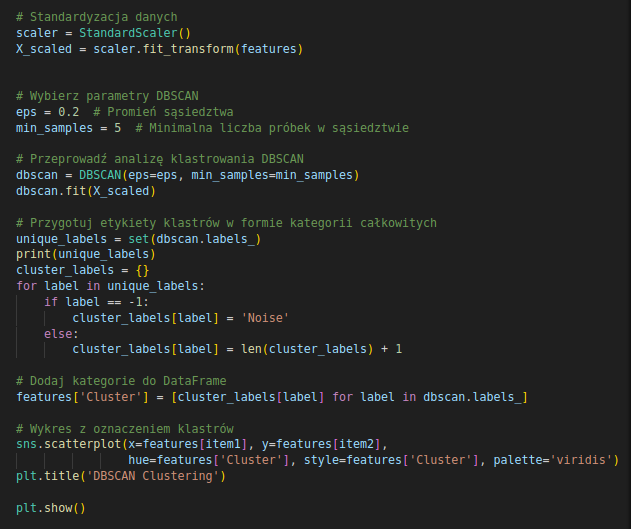 # Standardyzacja danych
scaler = StandardScaler()
X_scaled = scaler.fit_transform(features)
# Wybierz parametry DBSCAN
eps = 0.2  # Promień sąsiedztwa
min_samples = 5  # Minimalna liczba próbek w sąsiedztwie
# Przeprowadź analizę klastrowania DBSCAN
dbscan = DBSCAN(eps=eps, min_samples=min_samples)
dbscan.fit(X_scaled)
# Przygotuj etykiety klastrów w formie kategorii całkowitych
unique_labels = set(dbscan.labels_)
print(unique_labels)
cluster_labels = {}
for label in unique_labels:
    if label == -1:
        cluster_labels[label] = 'Noise'
    else:
        cluster_labels[label] = len(cluster_labels) + 1
# Dodaj kategorie do DataFrame
features['Cluster'] = [cluster_labels[label] for label in dbscan.labels_]
# Wykres z oznaczeniem klastrów
sns.scatterplot(x=features[item1], y=features[item2],
                hue=features['Cluster'], style=features['Cluster'], palette='viridis')
plt.title('DBSCAN Clustering')
plt.show()